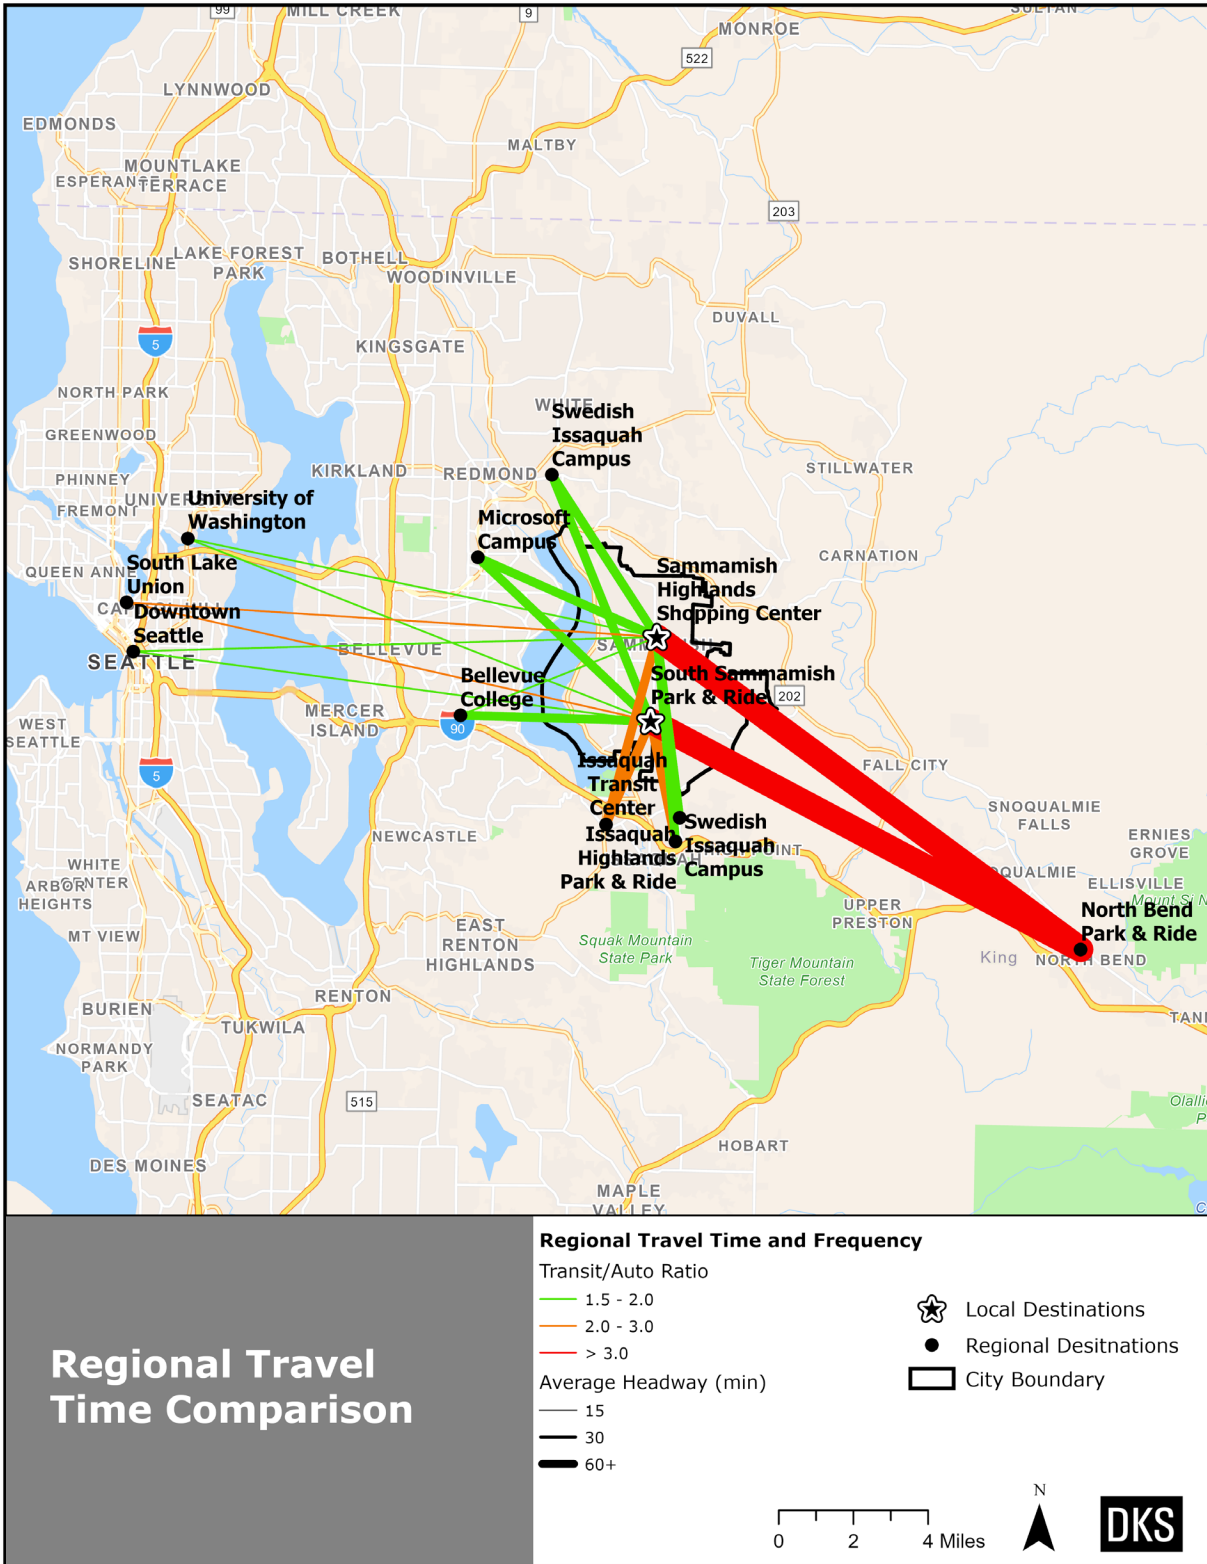 99
MILL CREEK
9
SULTAN
MONROE
522
LYNNWOOD
EDMONDS
MALTBY
MOUNTLAKE
TERRACE
203
SHORELINE
LAKE FOREST
PARK
BOTHELL
WOODINVILLE
DUVALL
5
KINGSGATE
NORTH PARK
Swedish
Issaquah
Campus
GREENWOOD
KIRKLAND
REDMOND
STILLWATER
PHINNEY
FREMONT
University of
Washington
Microsoft
Campus
CARNATION
QUEEN ANNE
South Lake
Union
Sammamish
Highlands
Shopping Center
Downtown
Seattle
SEATTLE
BELLEVUE
Bellevue
College
South Sammamish
Park & Ride
202
MERCER
ISLAND
90
WEST
SEATTLE
5
Issaquah
Transit
Center
FALL CITY
SNOQUALMIE
FALLS
ERNIES
GROVE
NEWCASTLE
Issaquah
Highlands
Park & Ride
Swedish
Issaquah
Campus
WHITE
CENTER
ARBOR
HEIGHTS
ELLISVILLE
UPPER
PRESTON
North Bend
Park & Ride
NORTH BEND
King
MT VIEW
EAST
RENTON
HIGHLANDS
Squak Mountain
State Park
Tiger Mountain
State Forest
BURIEN
RENTON
TUKWILA
NORMANDY
PARK
SEATAC
515
DES MOINES
HOBART
MAPLE
VALLEY
Regional Travel
Time Comparison
Regional Travel Time and Frequency
Transit/Auto Ratio
1.5 - 2.0
2.0 - 3.0
> 3.0
Average Headway (min)
15
30
60+
Local Destinations
Regional Desitnations
City Boundary
0 2 4 Miles
N
DKS